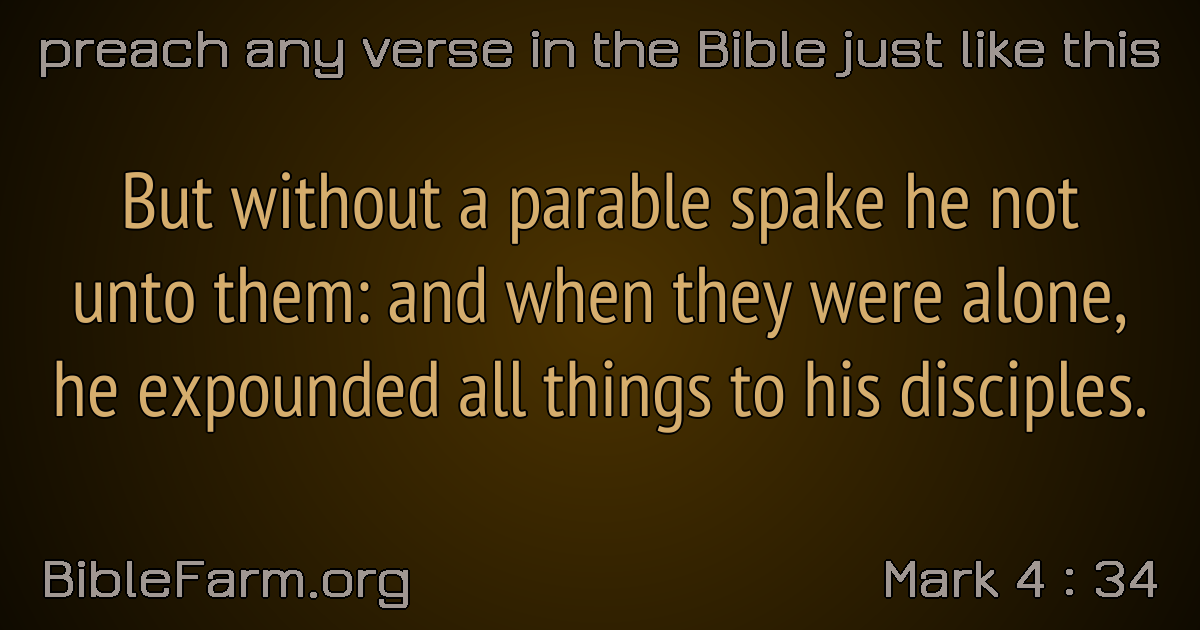 preach any verse in the Bible just like this
But without a parable spake he not
unto them: and when they were alone,
he expounded all things to his disciples.
BibleFarm.org
Mark 4 : 34